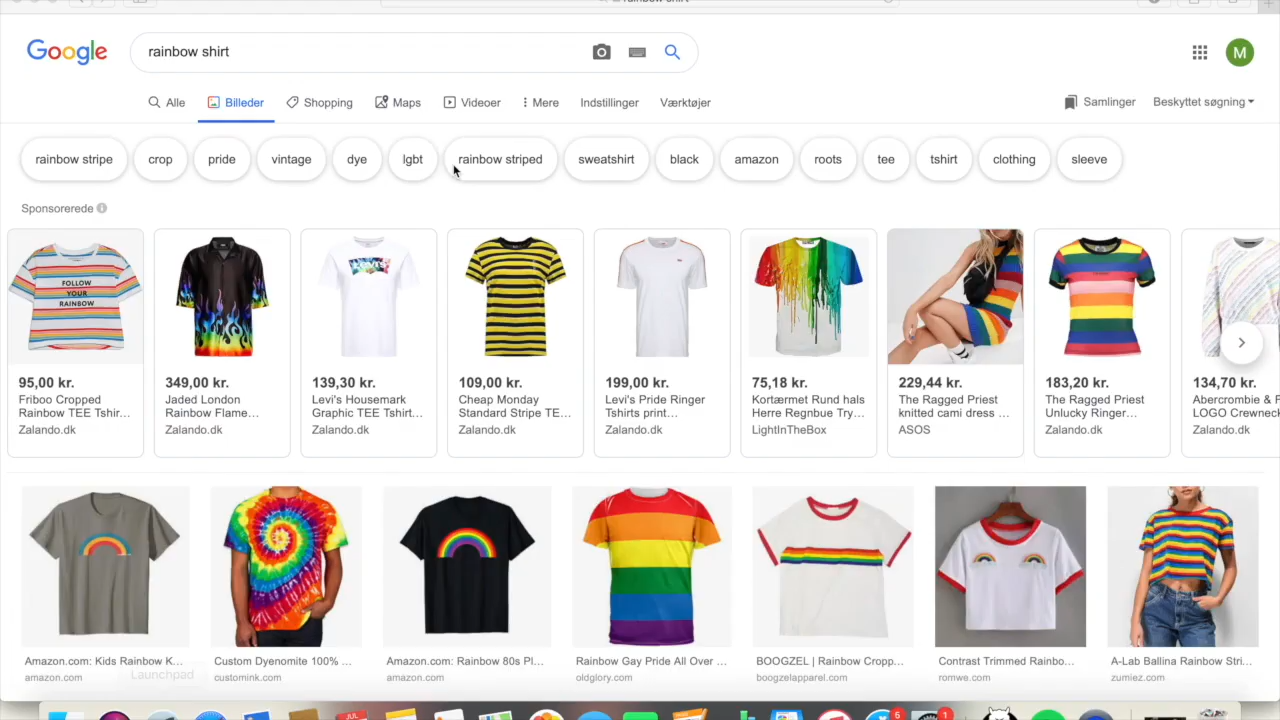 Google
rainbow shirt
M
Alle
Billeder
Shopping
Maps
Videoer
Mere
Indstillinger
Værktøjer
Samlinger
Beskyttet søgning
rainbow stripe
crop
pride
vintage
dye
lgbt
rainbow striped
sweatshirt
black
amazon
roots
tee
tshirt
clothing
sleeve
Sponsorerede
FOLLOW
YOUR
RAINBOW
95,00 kr.
Friboo Cropped
Rainbow TEE Tshir...
Zalando.dk
349,00 kr.
Jaded London
Rainbow Flame...
Zalando.dk
139,30 kr.
Levi's Housemark
Graphic TEE Tshirt...
Zalando.dk
109,00 kr.
Cheap Monday
Standard Stripe TE...
Zalando.dk
199,00 kr.
Levi's Pride Ringer
Tshirts print...
Zalando.dk
75,18 kr.
Kortærmet Rund hals
Herre Regnbue Try...
LightInTheBox
229,44 kr.
The Ragged Priest
knitted cami dress ...
ASOS
183,20 kr.
The Ragged Priest
Unlucky Ringer...
Zalando.dk
134,70 kr.
Abercrombie & F
LOGO Crewneck
Zalando.dk
Amazon.com: Kids Rainbow K...
amazon.com
Custom Dyenomite 100% ...
customink.com
Amazon.com: Rainbow 80s Pl...
amazon.com
Rainbow Gay Pride All Over ...
oldglory.com
BOOGZEL | Rainbow Cropp...
boogzelapparel.com
Contrast Trimmed Rainbo...
romwe.com
A-Lab Ballina Rainbow Stri...
zumiez.com
Launchpad
JUL
5
1